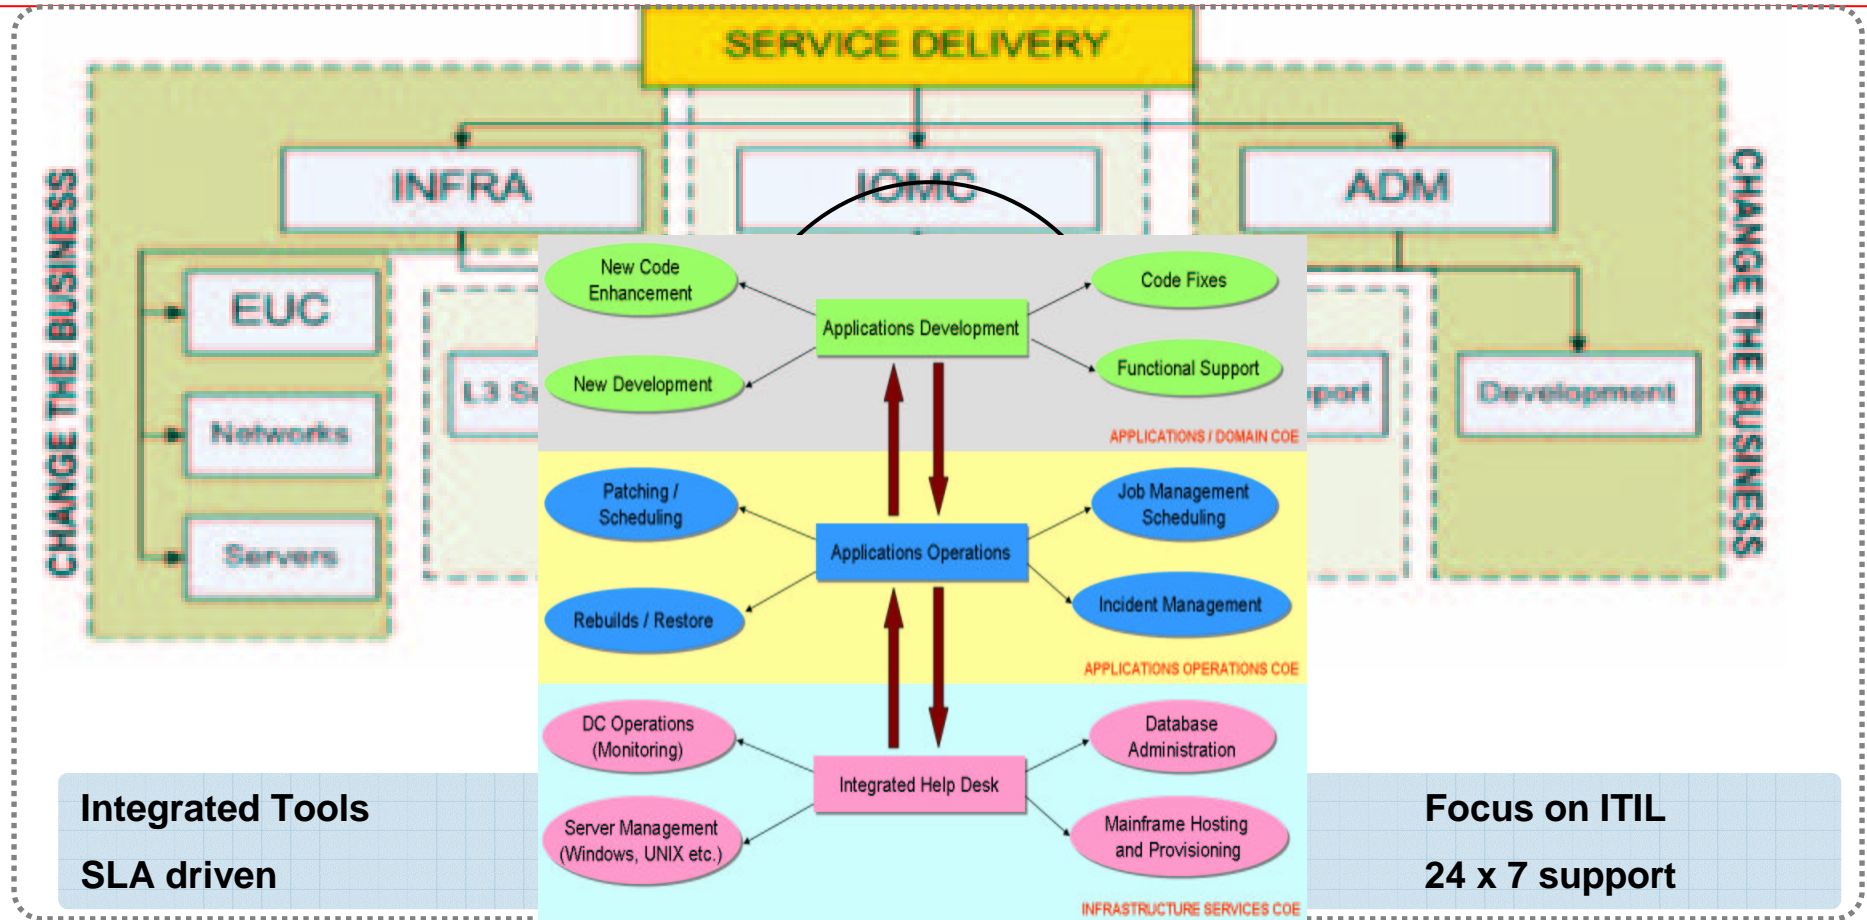 SERVICE DELIVERY
INFRA
IOMC
ADM
CHANGE THE BUSINESS
EUC
Networks
Servers
L3
Development
CHANGE THE BUSINESS
New Code
Enhancement
Code Fixes
Applications Development
New Development
Functional Support
APPLICATIONS / DOMAIN COE
Patching /
Scheduling
Job Management
Scheduling
Applications Operations
Rebuilds / Restore
Incident Management
APPLICATIONS OPERATIONS COE
DC Operations
(Monitoring)
Database
Administration
Integrated Help Desk
Server Management
(Windows, UNIX etc.)
Mainframe Hosting
and Provisioning
INFRASTRUCTURE SERVICES COE
Integrated Tools
SLA driven
Focus on ITIL
24 x 7 support